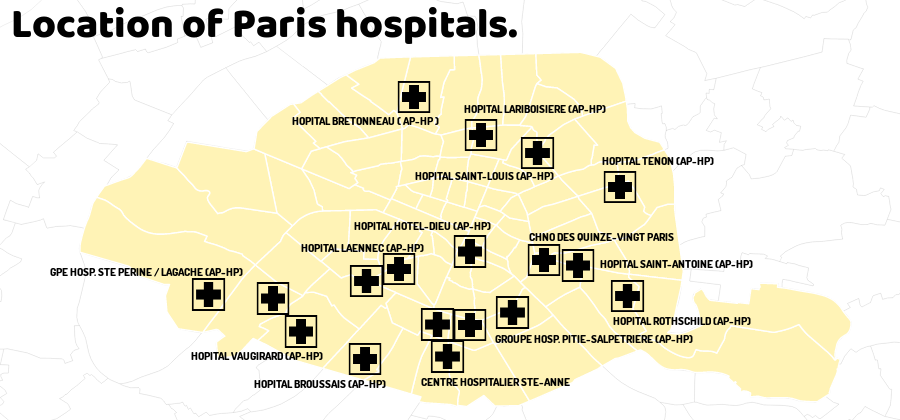 Location of Paris hospitals.
HOPITAL LARIBOISIERE (AP-HP)
HOPITAL BRETONNEAU ( AP-HP )
HOPITAL TENON (AP-HP)
HOPITAL SAINT-LOUIS (AP-HP)
HOPITAL HOTEL-DIEU (AP-HP)
CHNO DES QUINZE-VINGT PARIS
HOPITAL LAENNEC (AP-HP)
HOPITAL SAINT-ANTOINE (AP-HP)
GPE HOSP. STE PERINE / LAGACHE (AP-HP)
HOPITAL ROTHSCHILD (AP-HP)
GROUPE HOSP. PITIE-SALPETRIERE (AP-HP)
HOPITAL VAUGIRARD (AP-HP)
HOPITAL BROUSSAIS (AP-HP)
CENTRE HOSPITALIER STE-ANNE